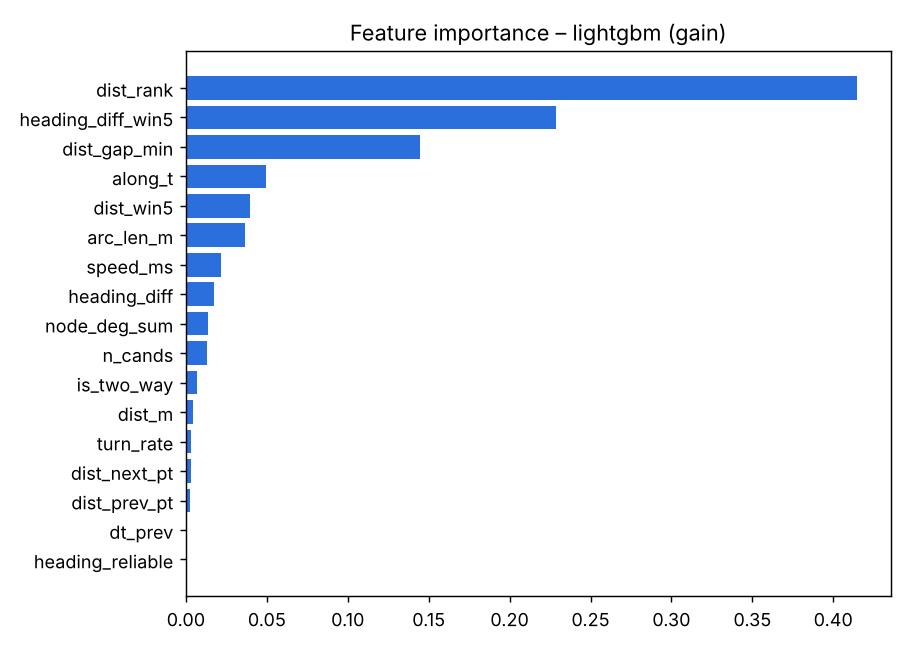 Feature importance – lightgbm (gain)
dist_rank
heading_diff_win5
dist_gap_min
along_t
dist_win5
arc_len_m
speed_ms
heading_diff
node_deg_sum
n_cands
is_two_way
dist_m
turn_rate
dist_next_pt
dist_prev_pt
dt_prev
heading_reliable
0.00 0.05 0.10 0.15 0.20 0.25 0.30 0.35 0.40